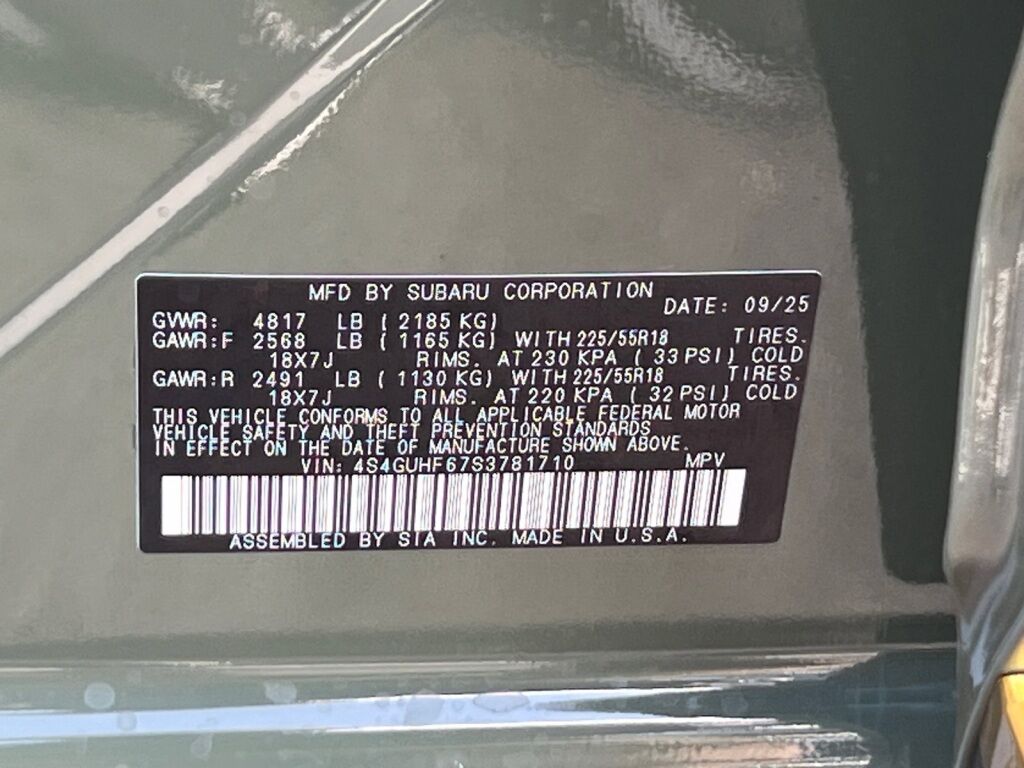 MFD BY SUBARU CORPORATION DATE: 09/25
GVWR: 4817 LB ( 2185 KG)
GAWR:F 2568 LB ( 1165 KG) WITH 225/55R18 TIRES.
18X7J RIMS. AT 230 KPA ( 33 PSI) COLD
GAWR:R 2491 LB ( 1130 KG) WITH 225/55R18 TIRES.
18X7J RIMS. AT 220 KPA ( 32 PSI) COLD
THIS VEHICLE CONFORMS TO ALL APPLICABLE FEDERAL MOTOR
VEHICLE SAFETY AND THEFT PREVENTION STANDARDS
IN EFFECT ON THE DATE OF MANUFACTURE SHOWN ABOVE.
VIN: 4S4GUHF67S3781710 MPV
ASSEMBLED BY SIA INC. MADE IN U.S.A.